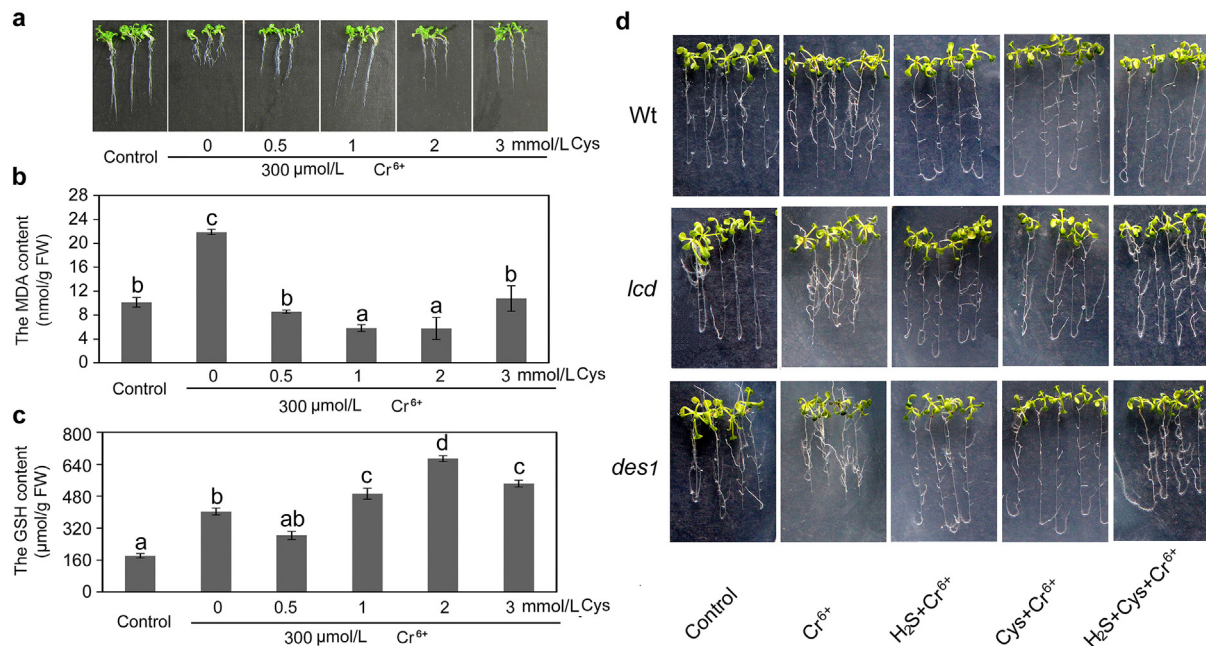 a
Control 0 0.5 1 2 3 mmol/L Cys
300 μmol/L Cr⁶⁺
b
The MDA content
(nmol/g FW)
28
24
20
16
12
8
4
0
b c b a a b
Control 0 0.5 1 2 3 mmol/L Cys
300 μmol/L Cr⁶⁺
c
The GSH content
(μmol/g FW)
800
640
480
320
160
0
a b ab c d c
Control 0 0.5 1 2 3 mmol/L Cys
300 μmol/L Cr⁶⁺
d
Wt
lcd
des1
Control
Cr⁶⁺
H₂S+Cr⁶⁺
Cys+Cr⁶⁺
H₂S+Cys+Cr⁶⁺